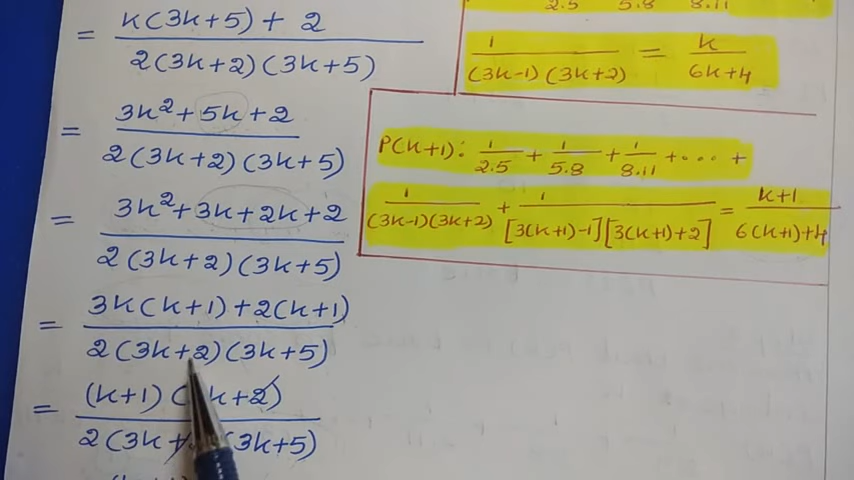 = K(3K+5) + 2 / 2(3K+2)(3K+5)
= 3K²+5K+2 / 2(3K+2)(3K+5)
= 3K²+3K+2K+2 / 2(3K+2)(3K+5)
= 3K(K+1)+2(K+1) / 2(3K+2)(3K+5)
= (K+1)( K+2) / 2(3K+ (3K+5)
2.5 5.8 8.11
1 / (3K-1)(3K+2) = K / 6K+4
P(K+1): 1/2.5 + 1/5.8 + 1/8.11 + .... +
1 / (3K-1)(3K+2) + 1 / [3(K+1)-1][3(K+1)+2] = K+1 / 6(K+1)+4